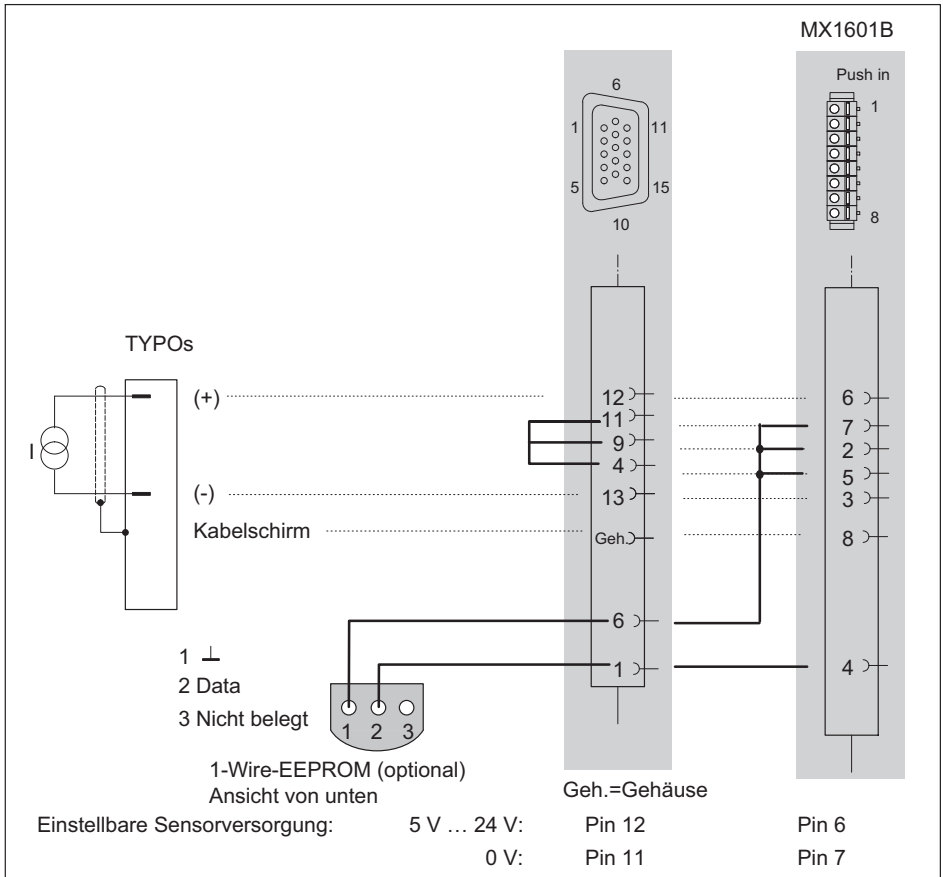 MX1601B
Push in
6
1
11
5
15
10
1
8
TYPOs
I
(+)
12
6
11
7
9
2
4
5
(-)
13
3
Kabelschirm
Geh.
8
6
1
4
1 ⊥
2 Data
3 Nicht belegt
1 2 3
1-Wire-EEPROM (optional)
Ansicht von unten
Geh.=Gehäuse
Einstellbare Sensorversorgung: 5 V … 24 V: Pin 12 Pin 6
0 V: Pin 11 Pin 7